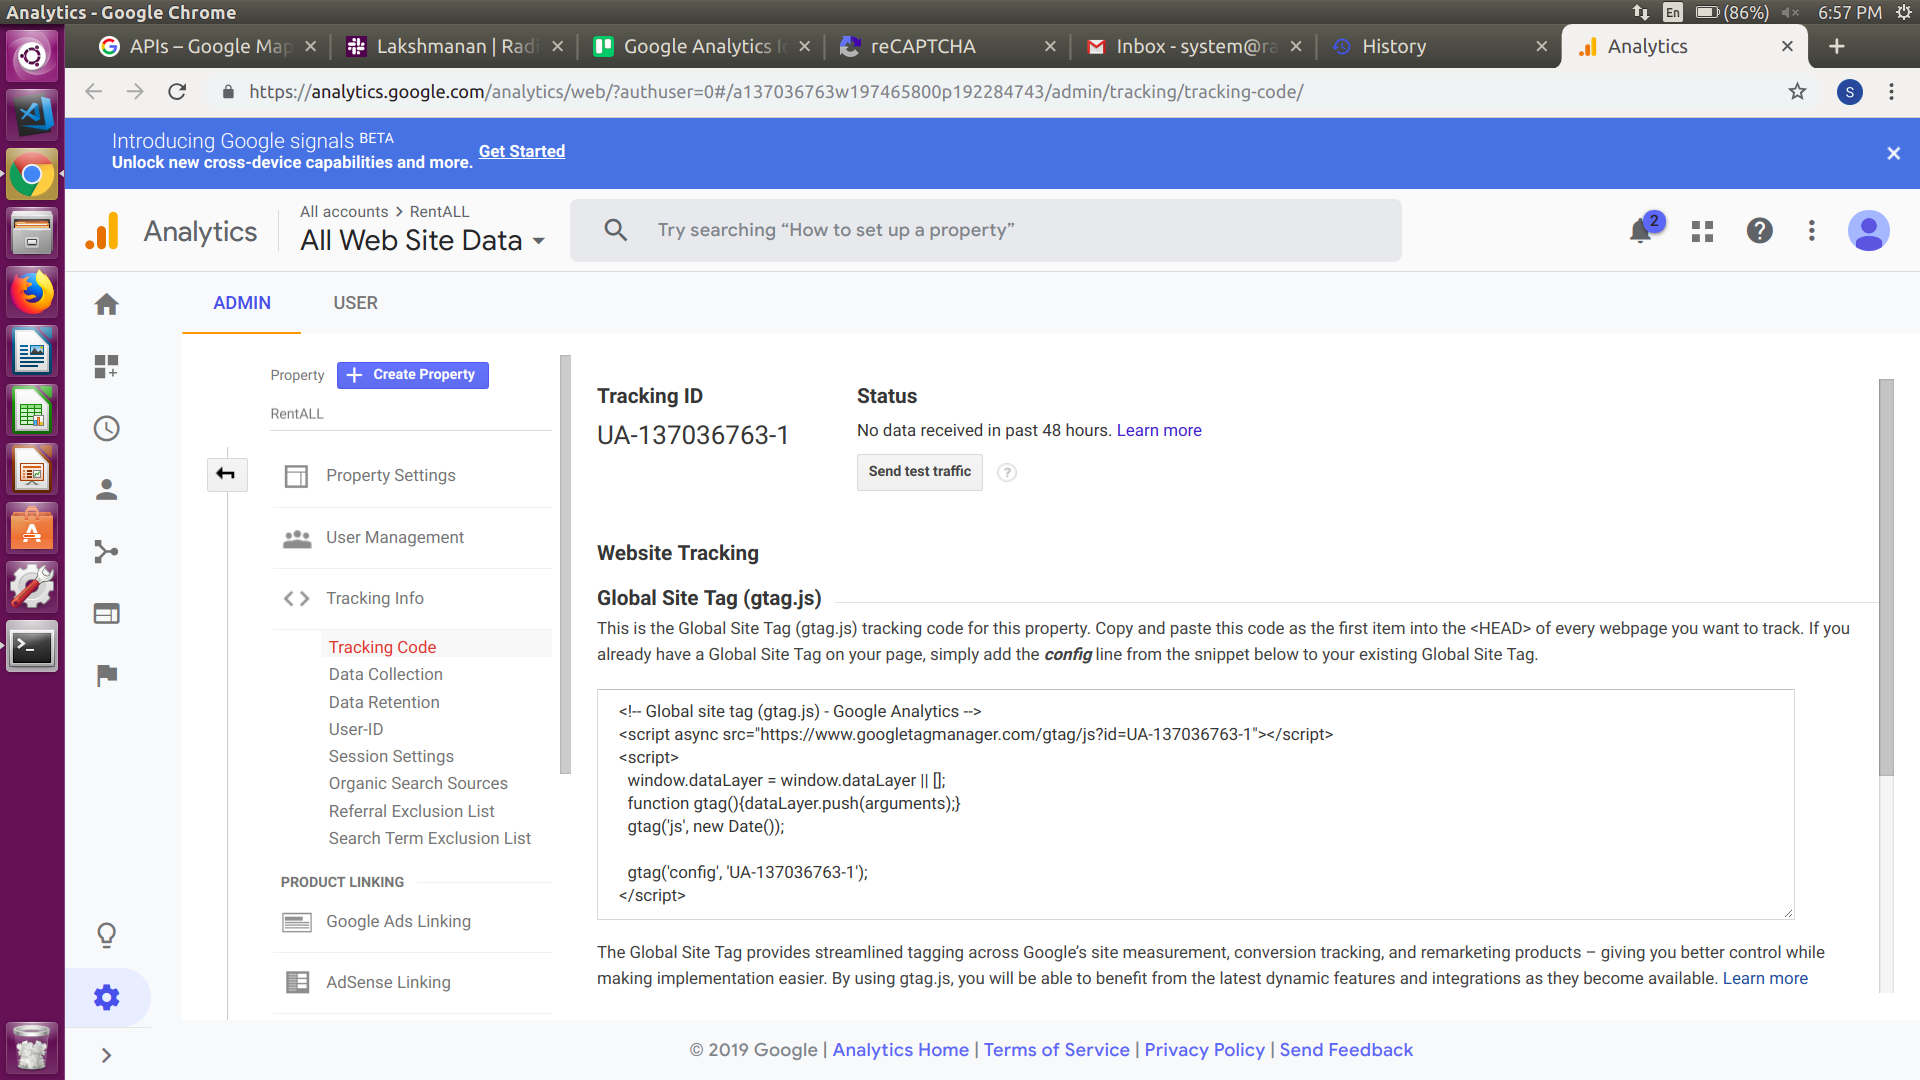 Analytics - Google Chrome
En (86%) 6:57 PM
APIs – Google Map
Lakshmanan | Radi
Google Analytics
reCAPTCHA
Inbox - system@ra
History
Analytics
https://analytics.google.com/analytics/web/?authuser=0#/a137036763w197465800p192284743/admin/tracking/tracking-code/
S
Introducing Google signals BETA
Unlock new cross-device capabilities and more. Get Started
Analytics
All accounts > RentALL
All Web Site Data
Try searching “How to set up a property”
2
ADMIN USER
Property
Create Property
RentALL
Property Settings
User Management
Tracking Info
Tracking Code
Data Collection
Data Retention
User-ID
Session Settings
Organic Search Sources
Referral Exclusion List
Search Term Exclusion List
PRODUCT LINKING
Google Ads Linking
AdSense Linking
Tracking ID
UA-137036763-1
Status
No data received in past 48 hours. Learn more
Send test traffic
?
Website Tracking
Global Site Tag (gtag.js)
This is the Global Site Tag (gtag.js) tracking code for this property. Copy and paste this code as the first item into the <HEAD> of every webpage you want to track. If you
already have a Global Site Tag on your page, simply add the config line from the snippet below to your existing Global Site Tag.
<!-- Global site tag (gtag.js) - Google Analytics -->
<script async src="https://www.googletagmanager.com/gtag/js?id=UA-137036763-1"></script>
<script>
window.dataLayer = window.dataLayer || [];
function gtag(){dataLayer.push(arguments);}
gtag('js', new Date());
gtag('config', 'UA-137036763-1');
</script>
The Global Site Tag provides streamlined tagging across Google’s site measurement, conversion tracking, and remarketing products – giving you better control while
making implementation easier. By using gtag.js, you will be able to benefit from the latest dynamic features and integrations as they become available. Learn more
© 2019 Google | Analytics Home | Terms of Service | Privacy Policy | Send Feedback